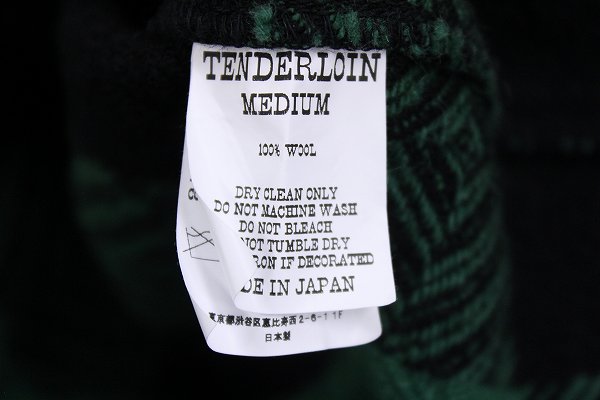 TENDERLOIN
MEDIUM
100% WOOL
DRY CLEAN ONLY
DO NOT MACHINE WASH
DO NOT BLEACH
NOT TUMBLE DRY
RON IF DECORATED
DE IN JAPAN
東京都渋谷区恵比寿西2-6-11F
日本製